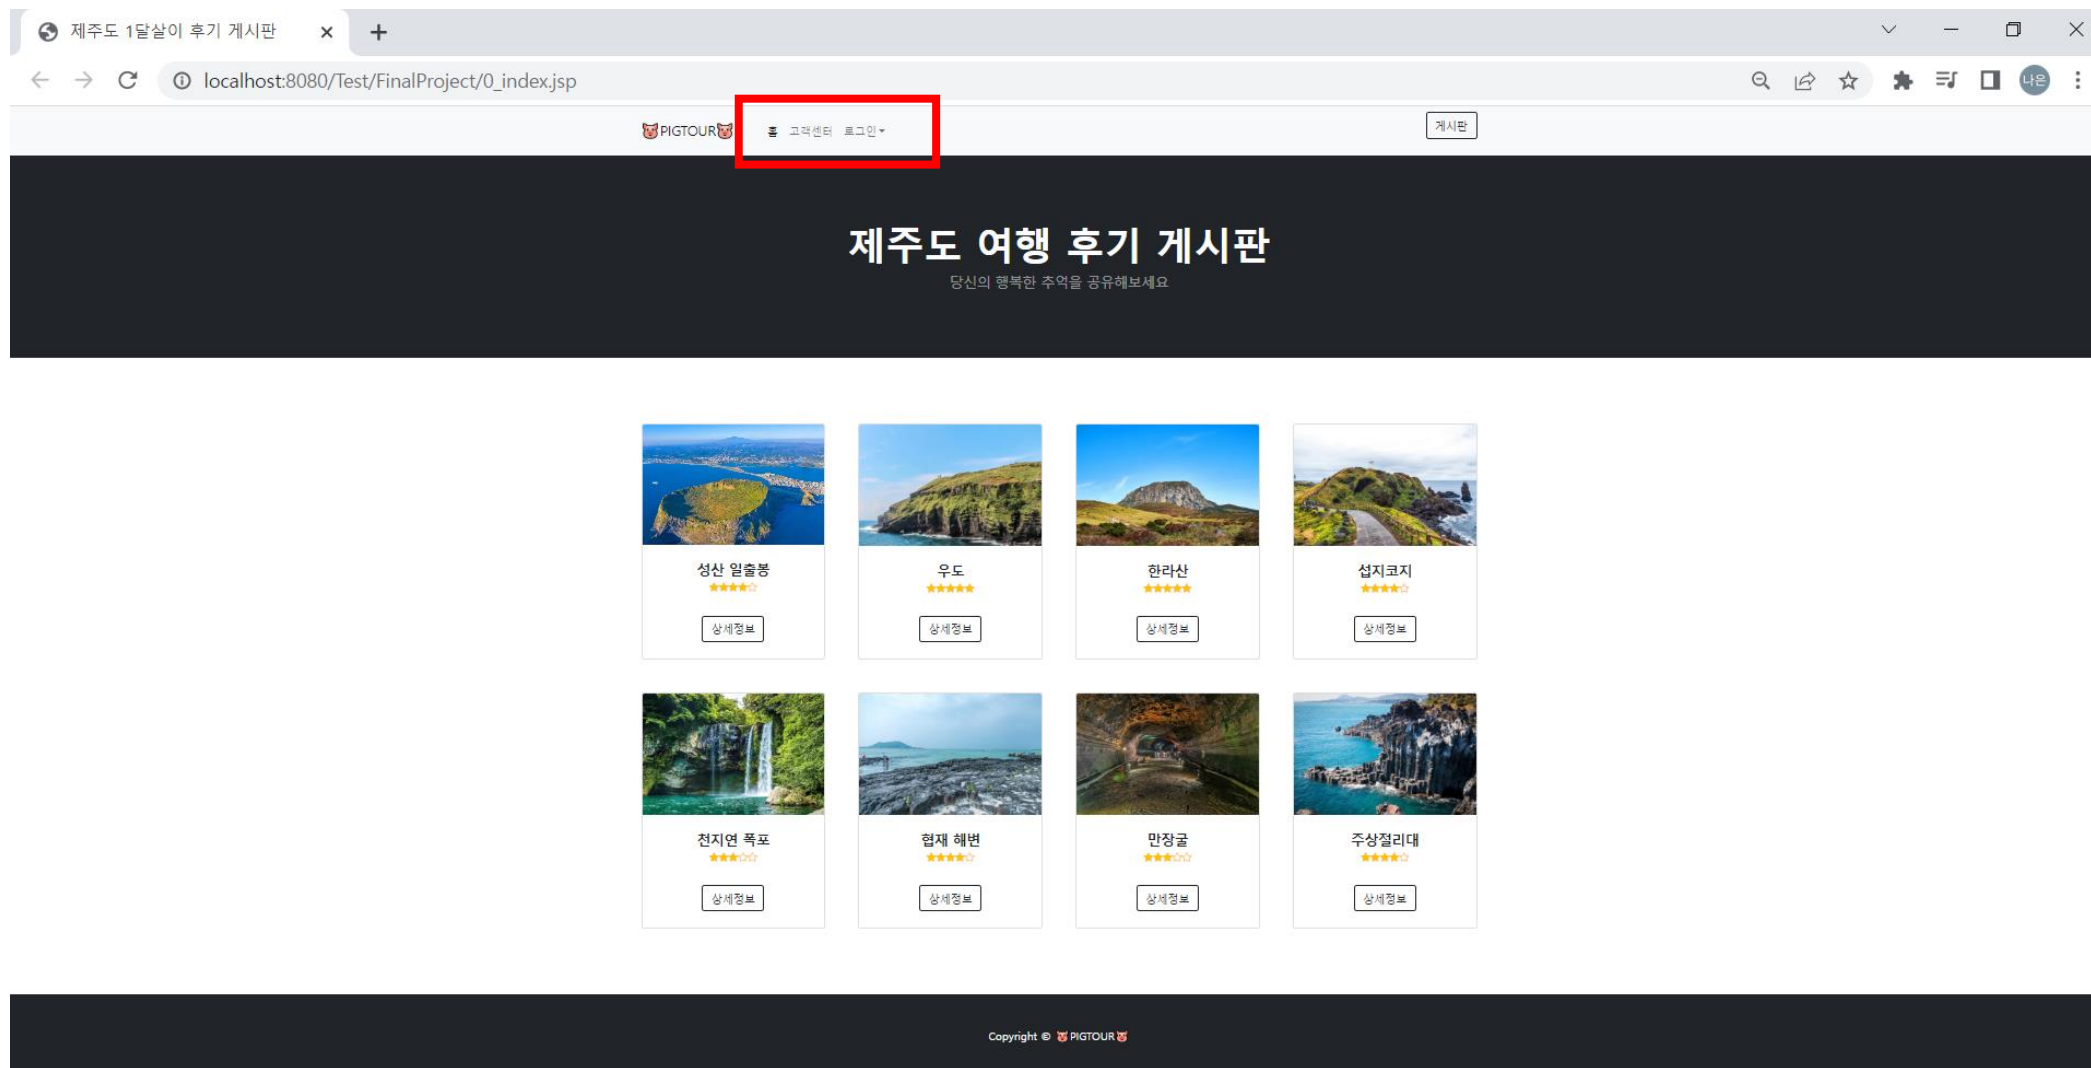 제주도 1달살이 후기 게시판
localhost:8080/Test/FinalProject/0_index.jsp
나은
PIGTOUR 홈 고객센터 로그인 게시판
제주도 여행 후기 게시판
당신의 행복한 추억을 공유해보세요
성산 일출봉 우도 한라산 섭지코지
상세정보 상세정보 상세정보 상세정보
천지연 폭포 협재 해변 만장굴 주상절리대
상세정보 상세정보 상세정보 상세정보
Copyright © PIGTOUR